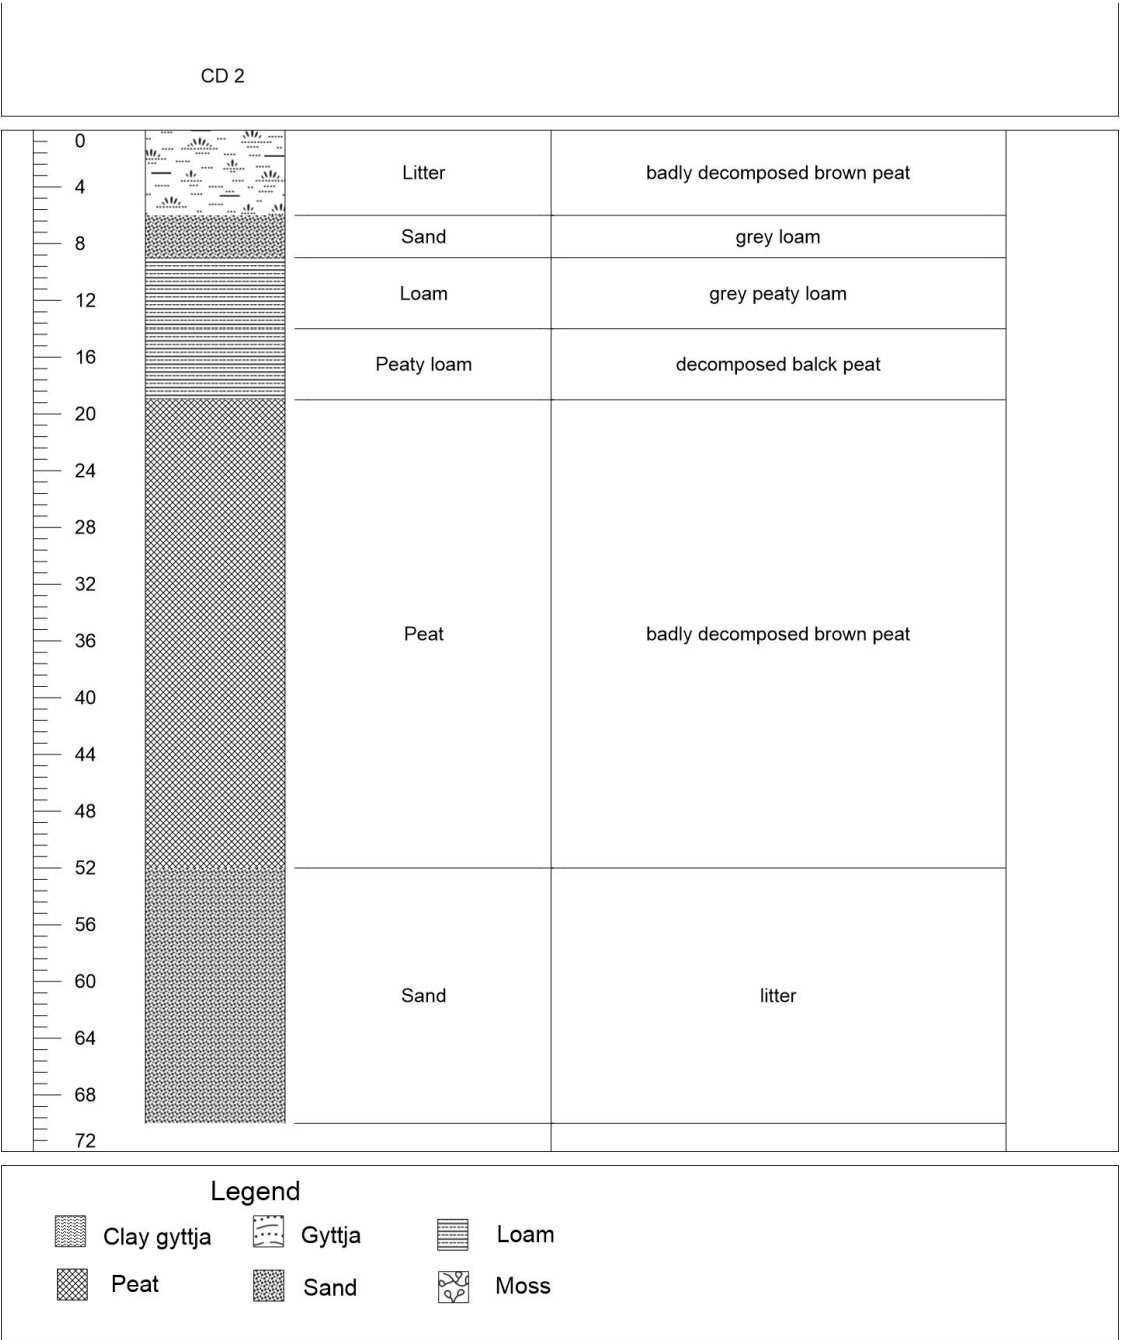 CD 2
0
4
8
12
16
20
24
28
32
36
40
44
48
52
56
60
64
68
72
Litter badly decomposed brown peat
Sand grey loam
Loam grey peaty loam
Peaty loam decomposed balck peat
Peat badly decomposed brown peat
Sand litter
Legend
Clay gyttja Gyttja Loam
Peat Sand Moss